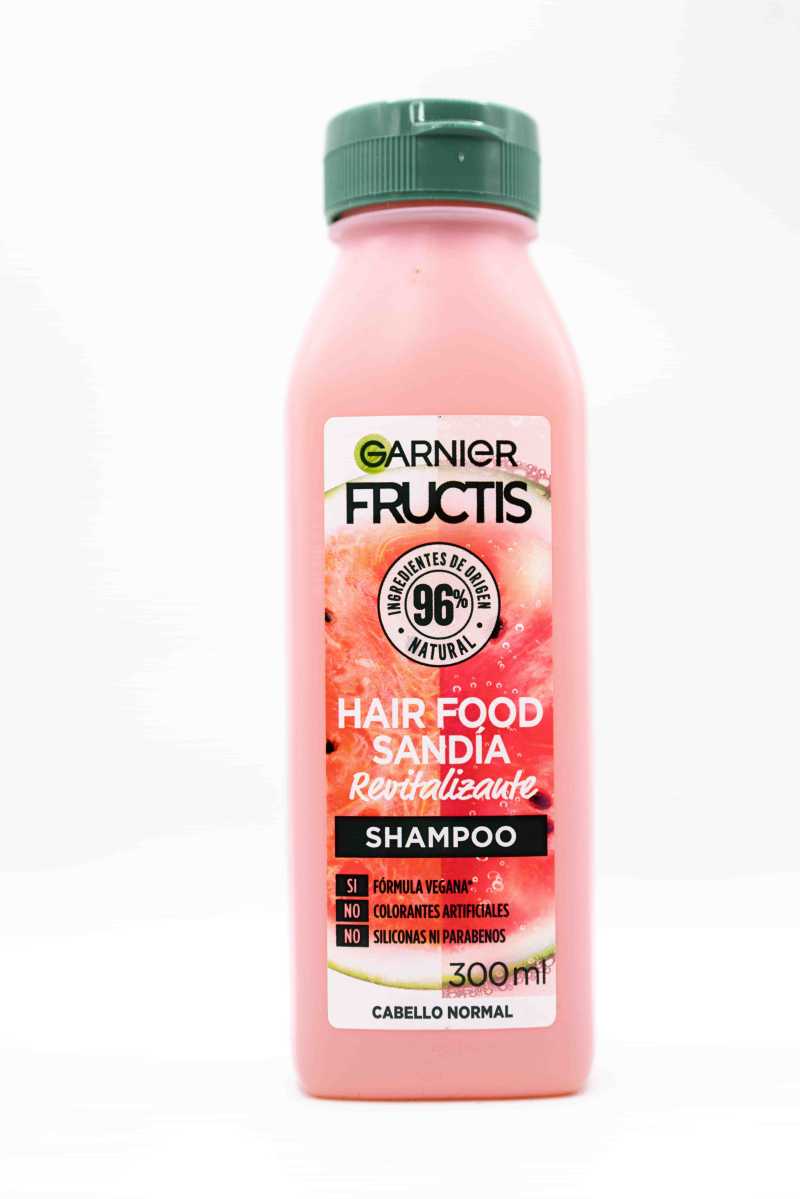 GARNIER
FRUCTIS
INGREDIENTES DE ORIGEN
96%
• NATURAL •
HAIR FOOD
SANDÍA
Revitalizante
SHAMPOO
SI FÓRMULA VEGANA*
NO COLORANTES ARTIFICIALES
NO SILICONAS NI PARABENOS
300ml
CABELLO NORMAL